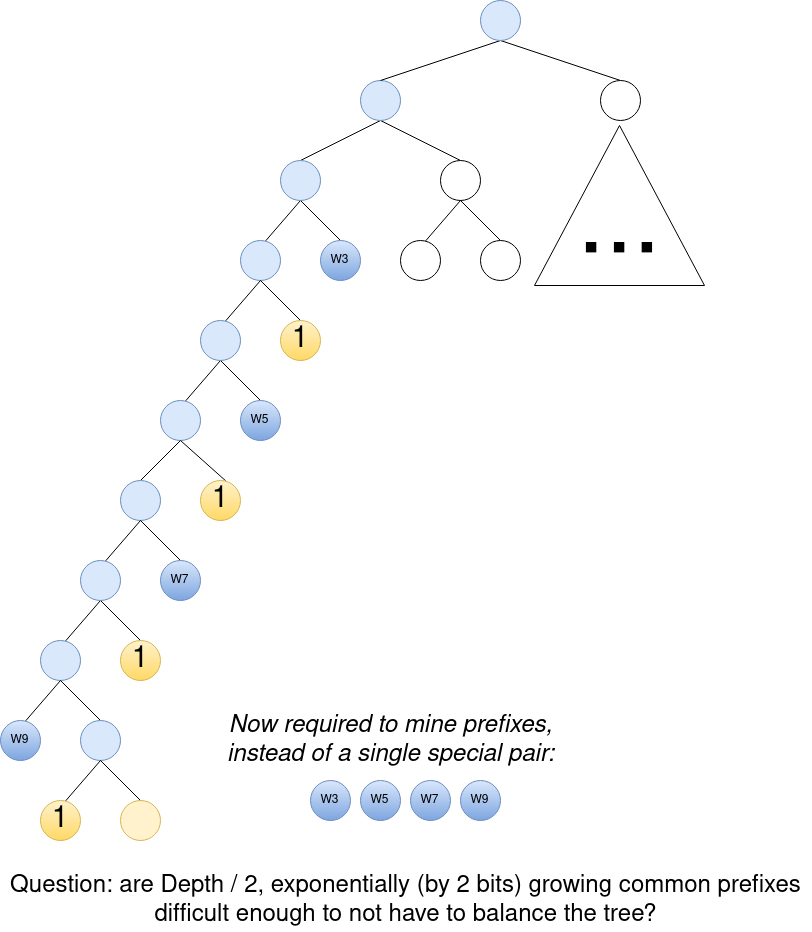 W3
...
1
W5
1
W7
1
W9
1
Now required to mine prefixes,
instead of a single special pair:
W3 W5 W7 W9
Question: are Depth / 2, exponentially (by 2 bits) growing common prefixes
difficult enough to not have to balance the tree?